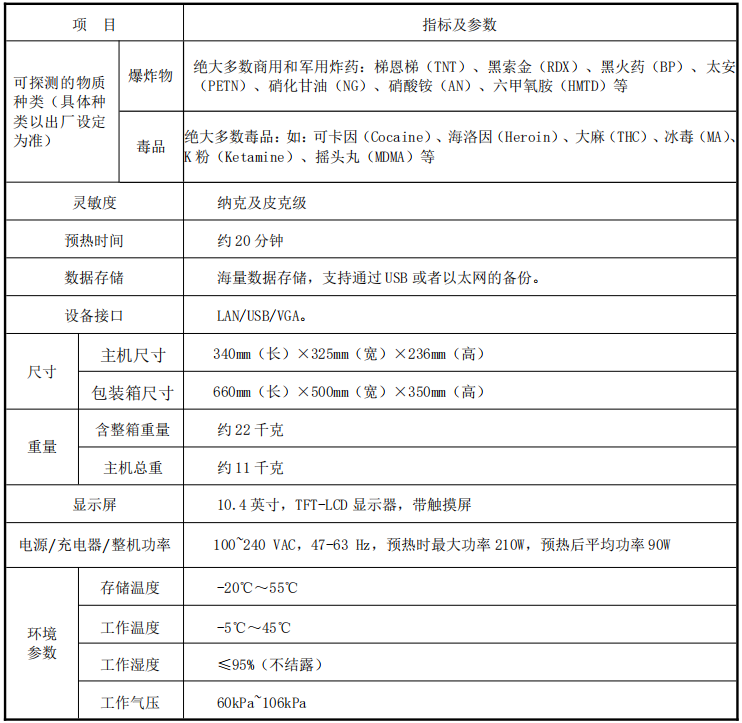 项 目 指标及参数
可探测的物质
种类（具体种
类以出厂设定
为准）
爆炸物
绝大多数商用和军用炸药：梯恩梯（TNT）、黑索金（RDX）、黑火药（BP）、太安
（PETN）、硝化甘油（NG）、硝酸铵（AN）、六甲氧胺（HMTD）等
毒品
绝大多数毒品：如：可卡因（Cocaine）、海洛因（Heroin）、大麻（THC）、冰毒（MA）、
K 粉（Ketamine）、摇头丸（MDMA）等
灵敏度 纳克及皮克级
预热时间 约 20 分钟
数据存储 海量数据存储，支持通过 USB 或者以太网的备份。
设备接口 LAN/USB/VGA。
尺寸
主机尺寸 340mm（长）×325mm（宽）×236mm（高）
包装箱尺寸 660mm（长）×500mm（宽）×350mm（高）
重量
含整箱重量 约 22 千克
主机总重 约 11 千克
显示屏 10.4 英寸，TFT-LCD 显示器，带触摸屏
电源/充电器/整机功率 100~240 VAC，47-63 Hz，预热时最大功率 210W，预热后平均功率 90W
环境
参数
存储温度 -20℃～55℃
工作温度 -5℃～45℃
工作湿度 ≤95%（不结露）
工作气压 60kPa~106kPa